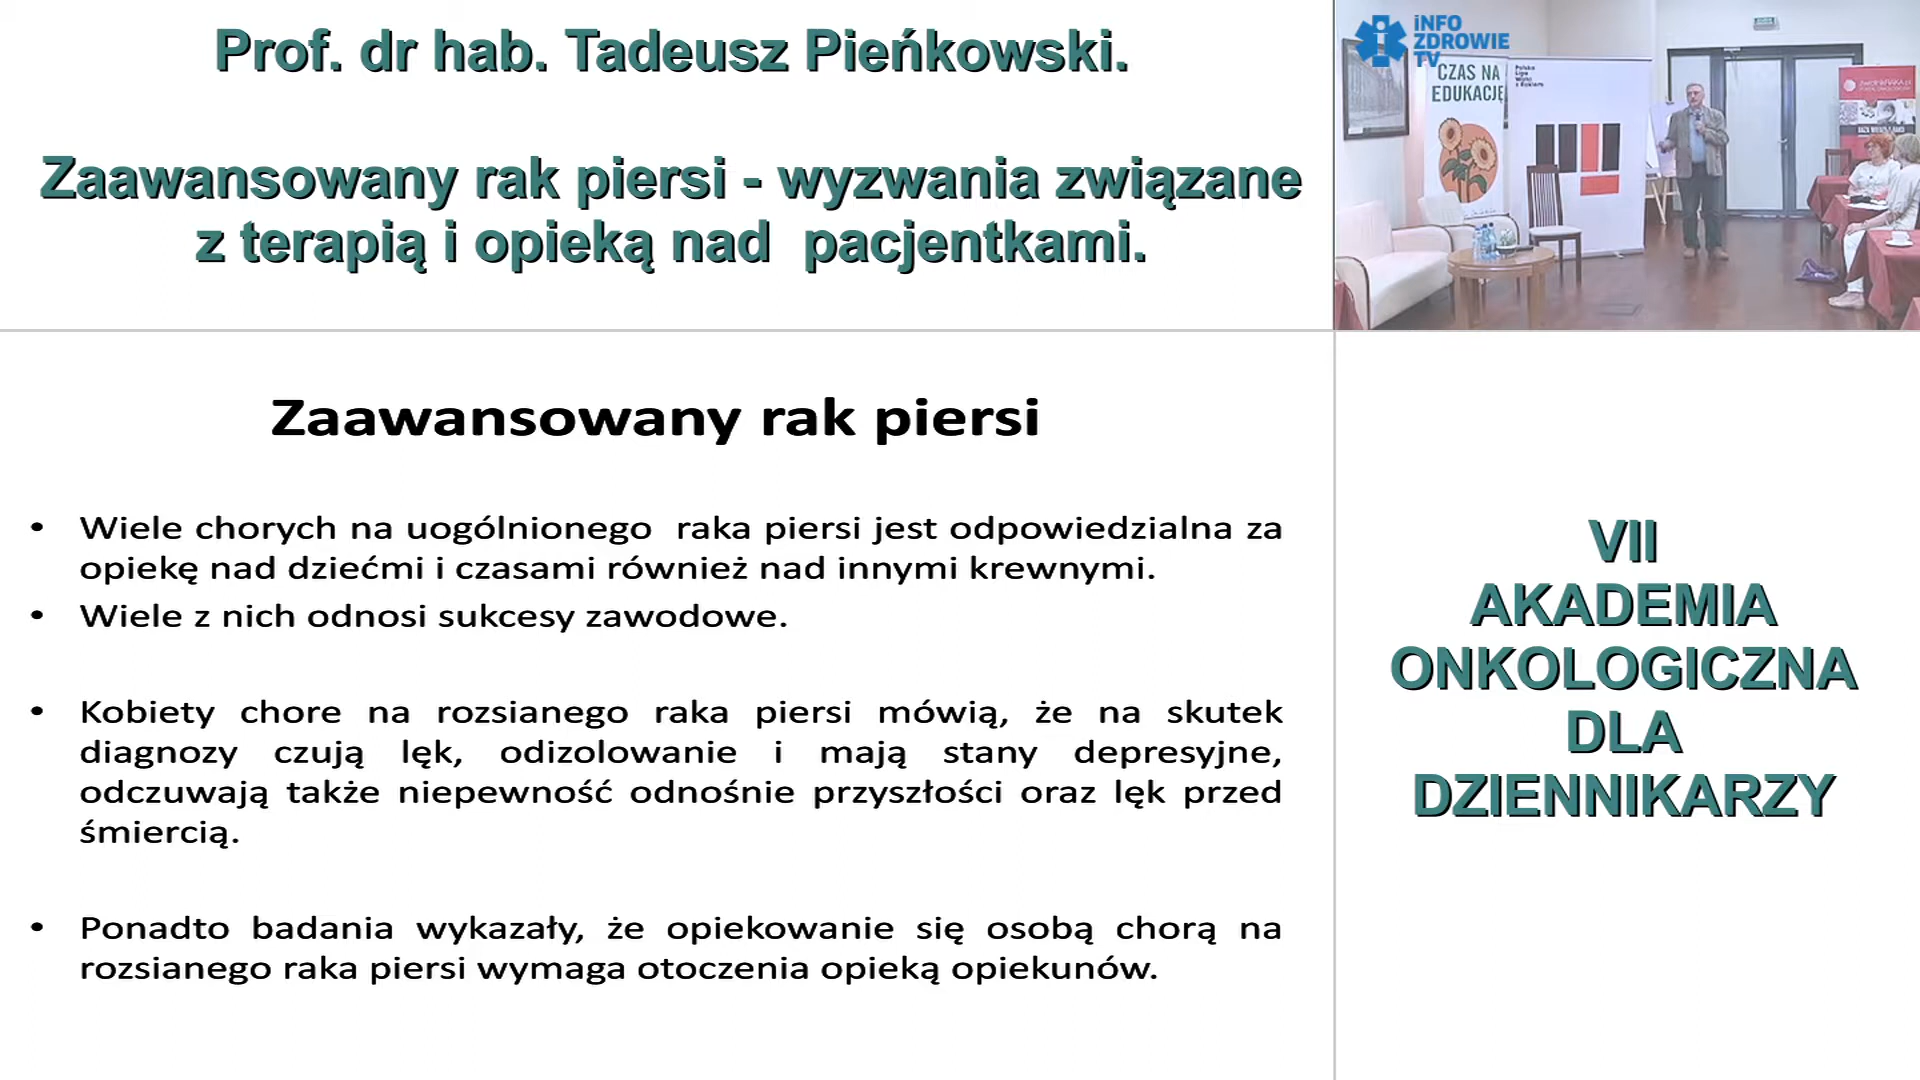 Prof. dr hab. Tadeusz Pieńkowski.
Zaawansowany rak piersi - wyzwania związane
z terapią i opieką nad pacjentkami.
iNFO
ZDROWIE
TV
CZAS NA
EDUKACJĘ
Polska
Liga
Walki
z Rakiem
Zaawansowany rak piersi
• Wiele chorych na uogólnionego raka piersi jest odpowiedzialna za
opiekę nad dziećmi i czasami również nad innymi krewnymi.
• Wiele z nich odnosi sukcesy zawodowe.
• Kobiety chore na rozsianego raka piersi mówią, że na skutek
diagnozy czują lęk, odizolowanie i mają stany depresyjne,
odczuwają także niepewność odnośnie przyszłości oraz lęk przed
śmiercią.
• Ponadto badania wykazały, że opiekowanie się osobą chorą na
rozsianego raka piersi wymaga otoczenia opieką opiekunów.
VII
AKADEMIA
ONKOLOGICZNA
DLA
DZIENNIKARZY